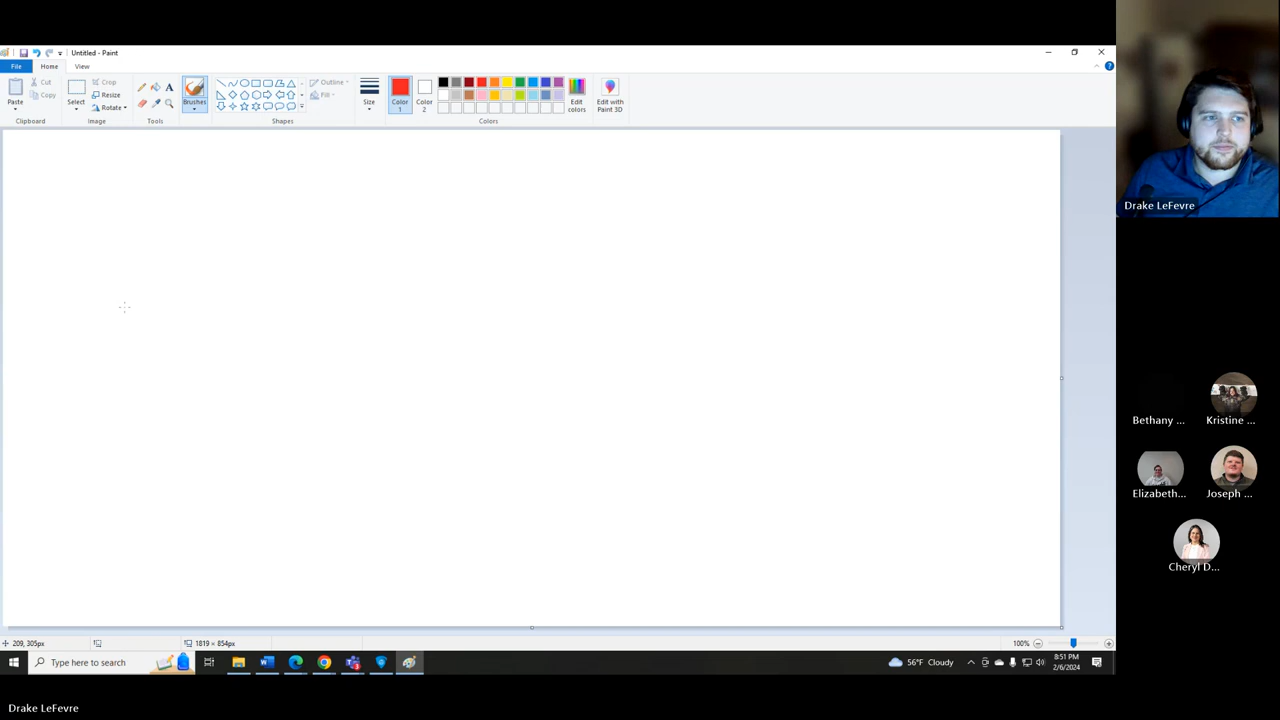 Untitled - Paint
File
Home
View
Paste
Cut
Copy
Clipboard
Select
Crop
Resize
Rotate
Image
A
Tools
Brushes
Shapes
Outline
Fill
Size
Color
1
Color
2
Edit
colors
Edit with
Paint 3D
Colors
Drake LeFevre
Bethany ...
Kristine ...
Elizabeth...
Joseph ...
Cheryl D...
209, 305px
1819 × 854px
100%
Type here to search
56°F Cloudy
8:51 PM
2/6/2024
Drake LeFevre